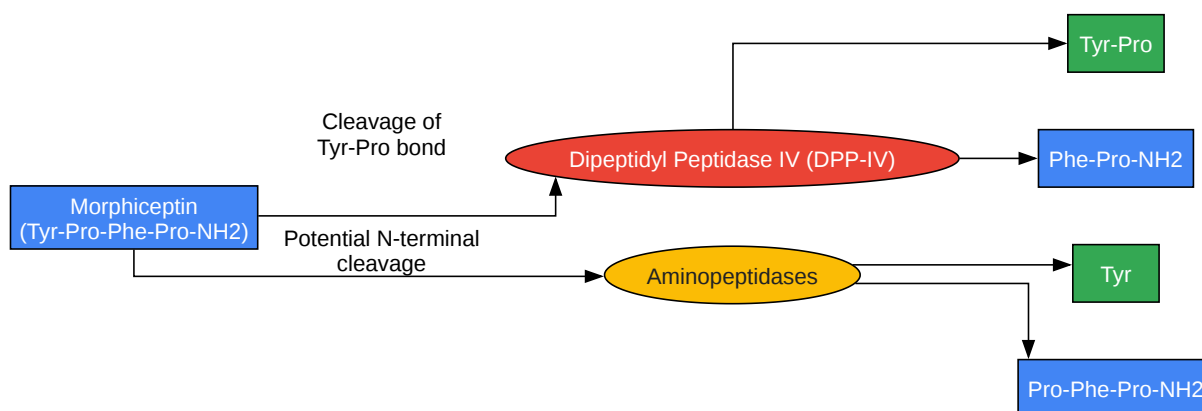 Tyr-Pro
Cleavage of
Tyr-Pro bond
Dipeptidyl Peptidase IV (DPP-IV)
Phe-Pro-NH2
Morphiceptin
(Tyr-Pro-Phe-Pro-NH2)
Potential N-terminal
cleavage
Aminopeptidases
Tyr
Pro-Phe-Pro-NH2